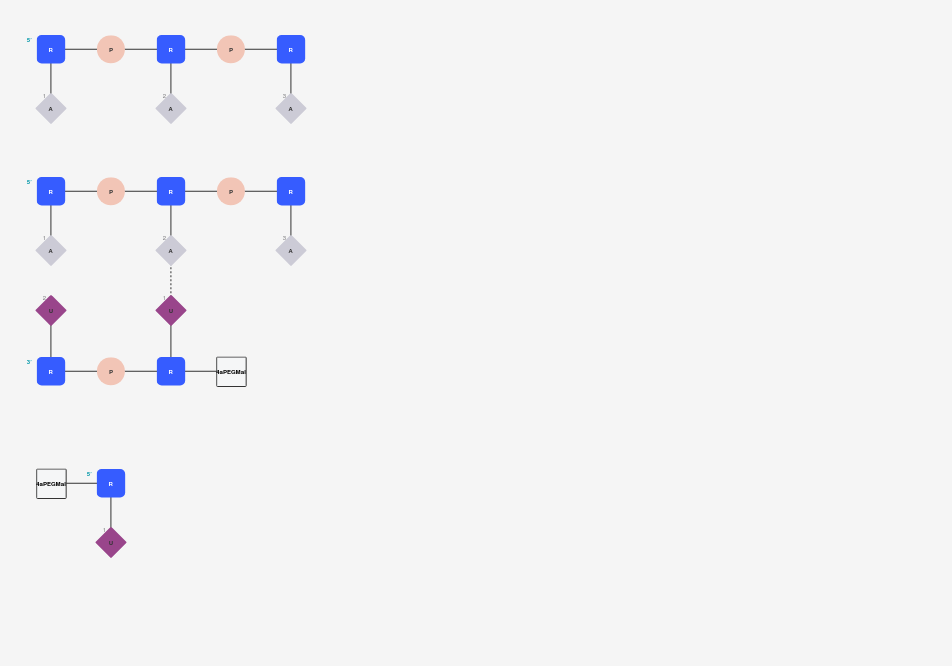 5'
R P R P R
1 2 3
A A A
5'
R P R P R
1 2 3
A A A
2 1
U U
3'
R P R 4aPEGMal
5'
4aPEGMal R
1
U